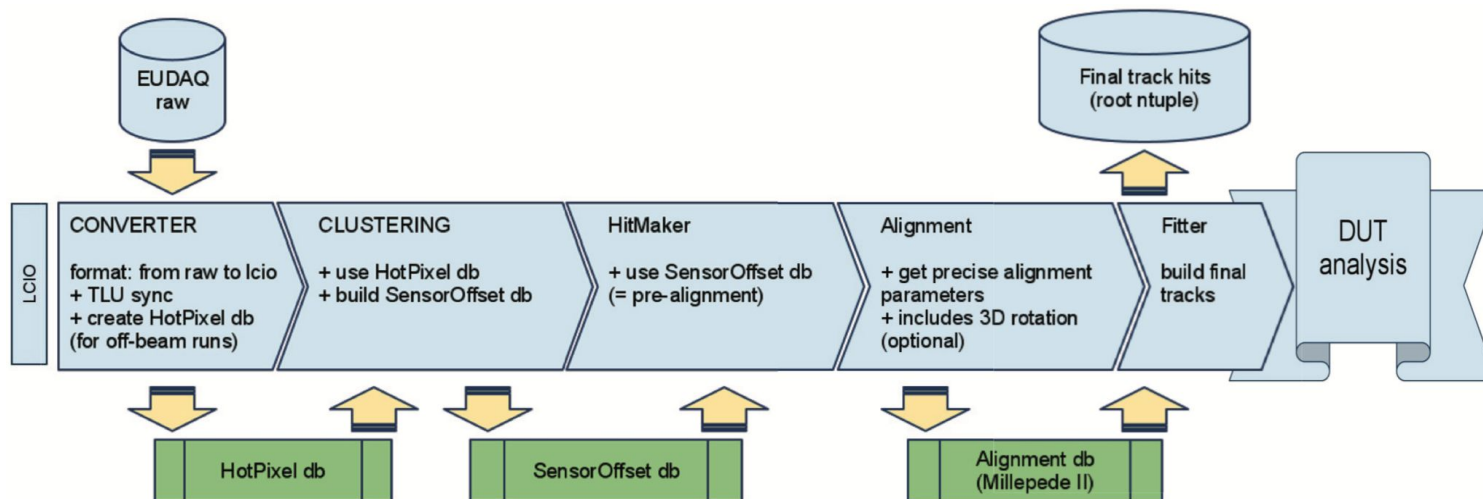 EUDAQ
raw
Final track hits
(root ntuple)
LCIO
CONVERTER
format: from raw to lcio
+ TLU sync
+ create HotPixel db
(for off-beam runs)
CLUSTERING
+ use HotPixel db
+ build SensorOffset db
HitMaker
+ use SensorOffset db
(= pre-alignment)
Alignment
+ get precise alignment
parameters
+ includes 3D rotation
(optional)
Fitter
build final
tracks
DUT
analysis
HotPixel db
SensorOffset db
Alignment db
(Millepede II)